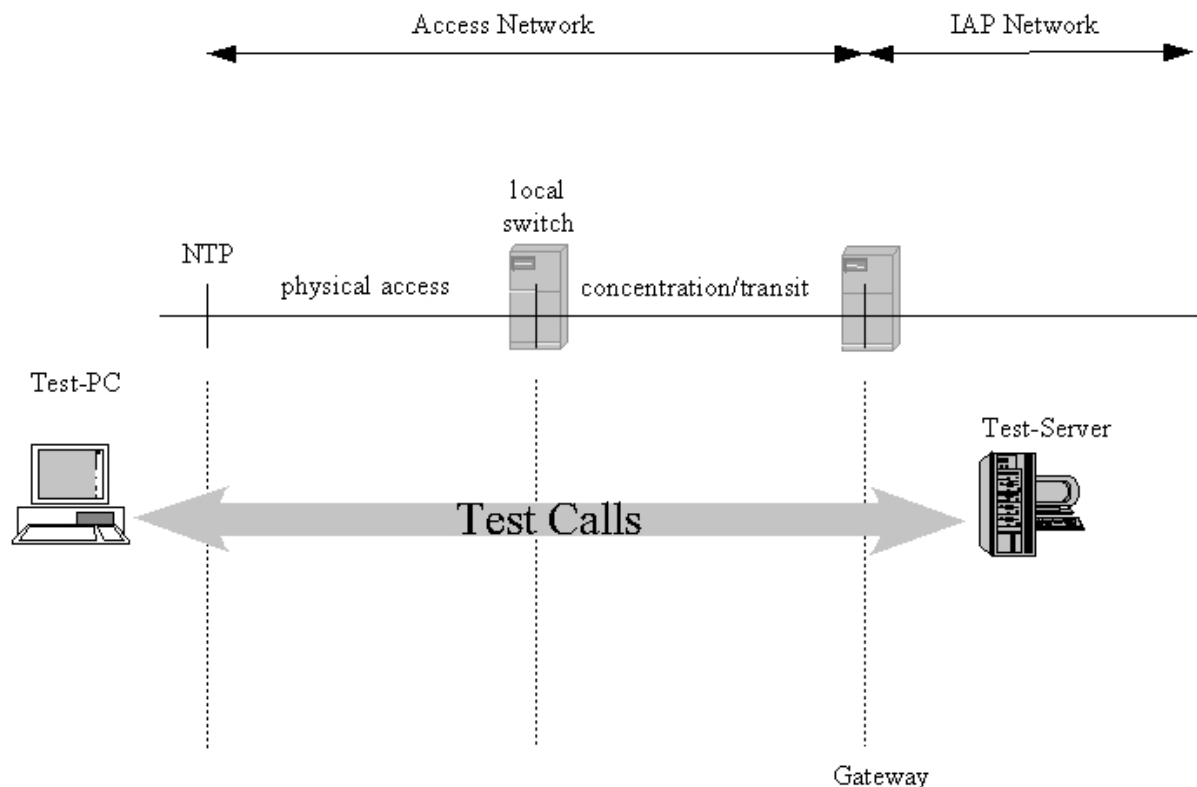 Access Network
IAP Network
local
switch
NTP
physical access
concentration/transit
Test-PC
Test-Server
Test Calls
Gateway